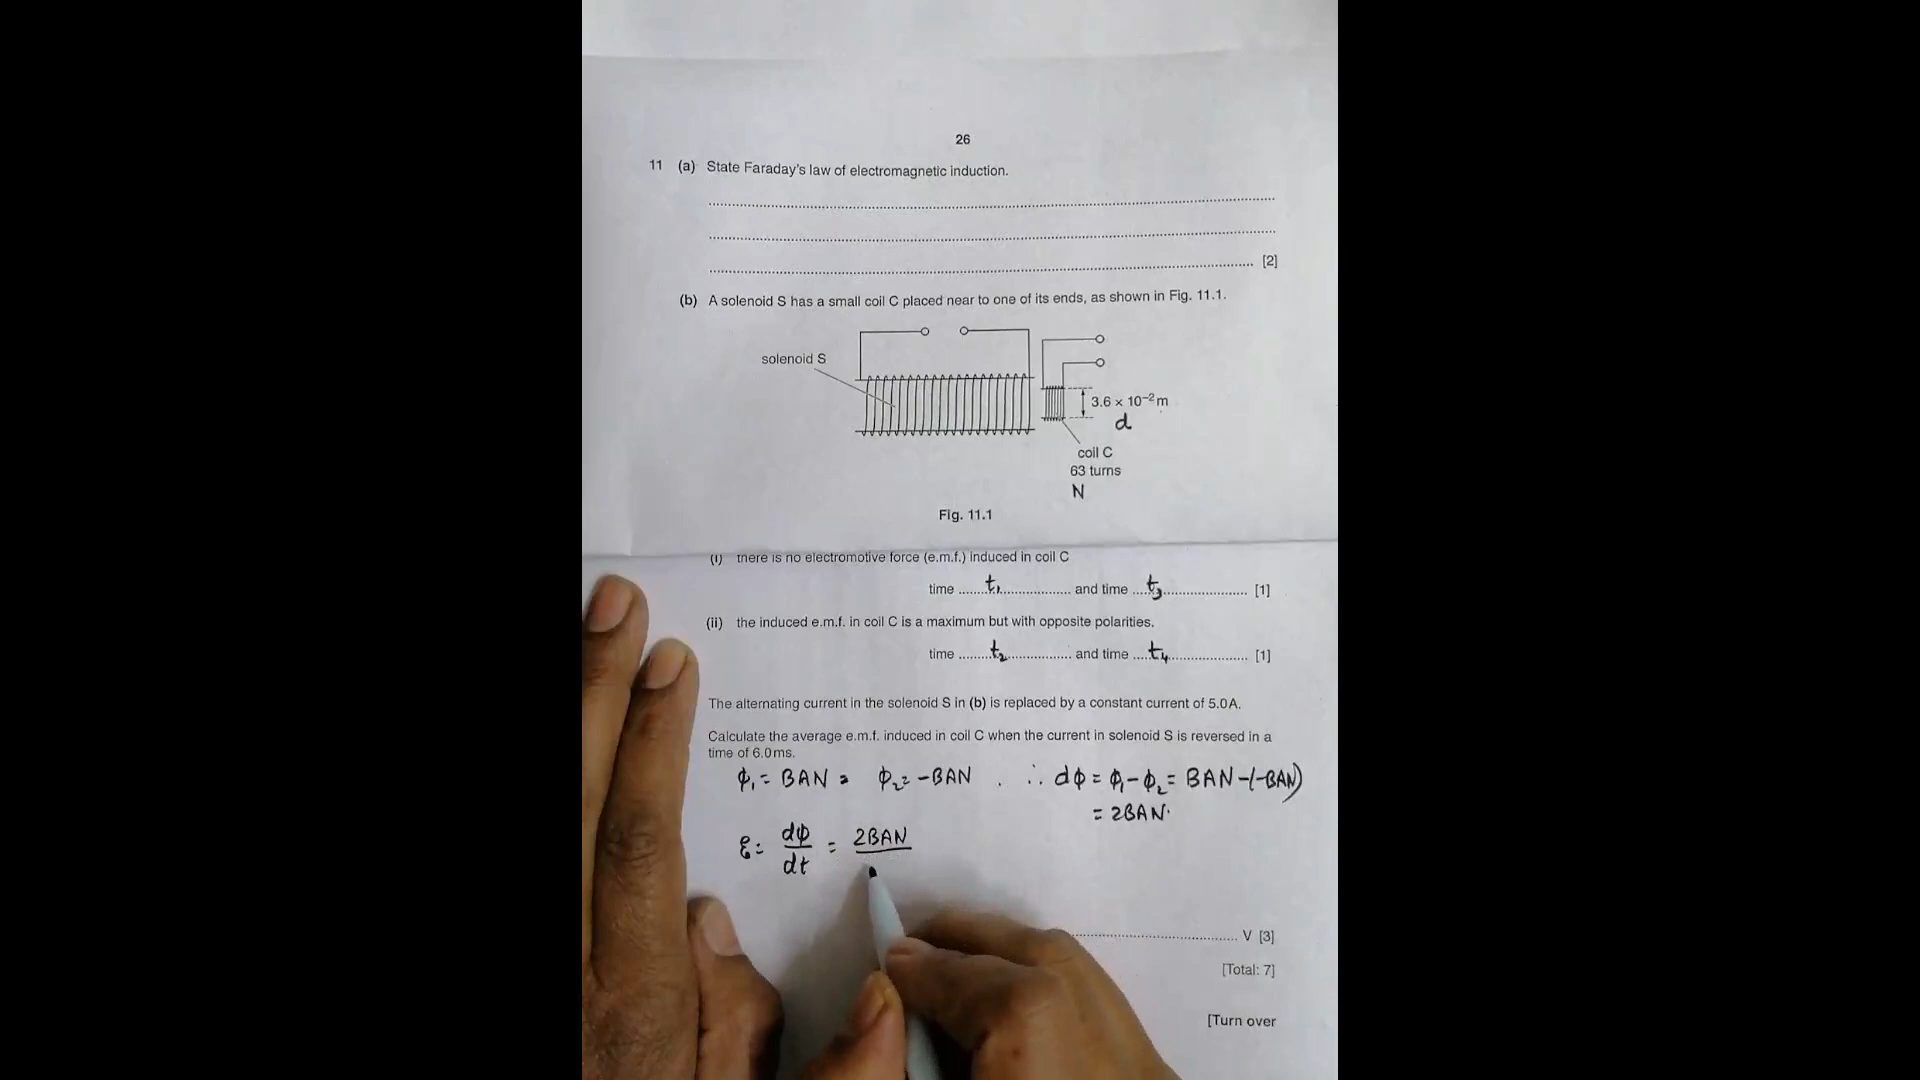 26
11 (a) State Faraday's law of electromagnetic induction.
[2]
(b) A solenoid S has a small coil C placed near to one of its ends, as shown in Fig. 11.1.
solenoid S
3.6 × 10⁻² m
d
coil C
63 turns
N
Fig. 11.1
(i) there is no electromotive force (e.m.f.) induced in coil C
time t₁ and time t₃ [1]
(ii) the induced e.m.f. in coil C is a maximum but with opposite polarities.
time t₂ and time t₄ [1]
The alternating current in the solenoid S in (b) is replaced by a constant current of 5.0 A.
Calculate the average e.m.f. induced in coil C when the current in solenoid S is reversed in a
time of 6.0 ms.
ϕ₁ = BAN = ϕ₂ = -BAN . ∴ dϕ = ϕ₁ - ϕ₂ = BAN-(-BAN)
= 2BAN.
ε = dϕ/dt = 2BAN
V [3]
[Total: 7]
[Turn over